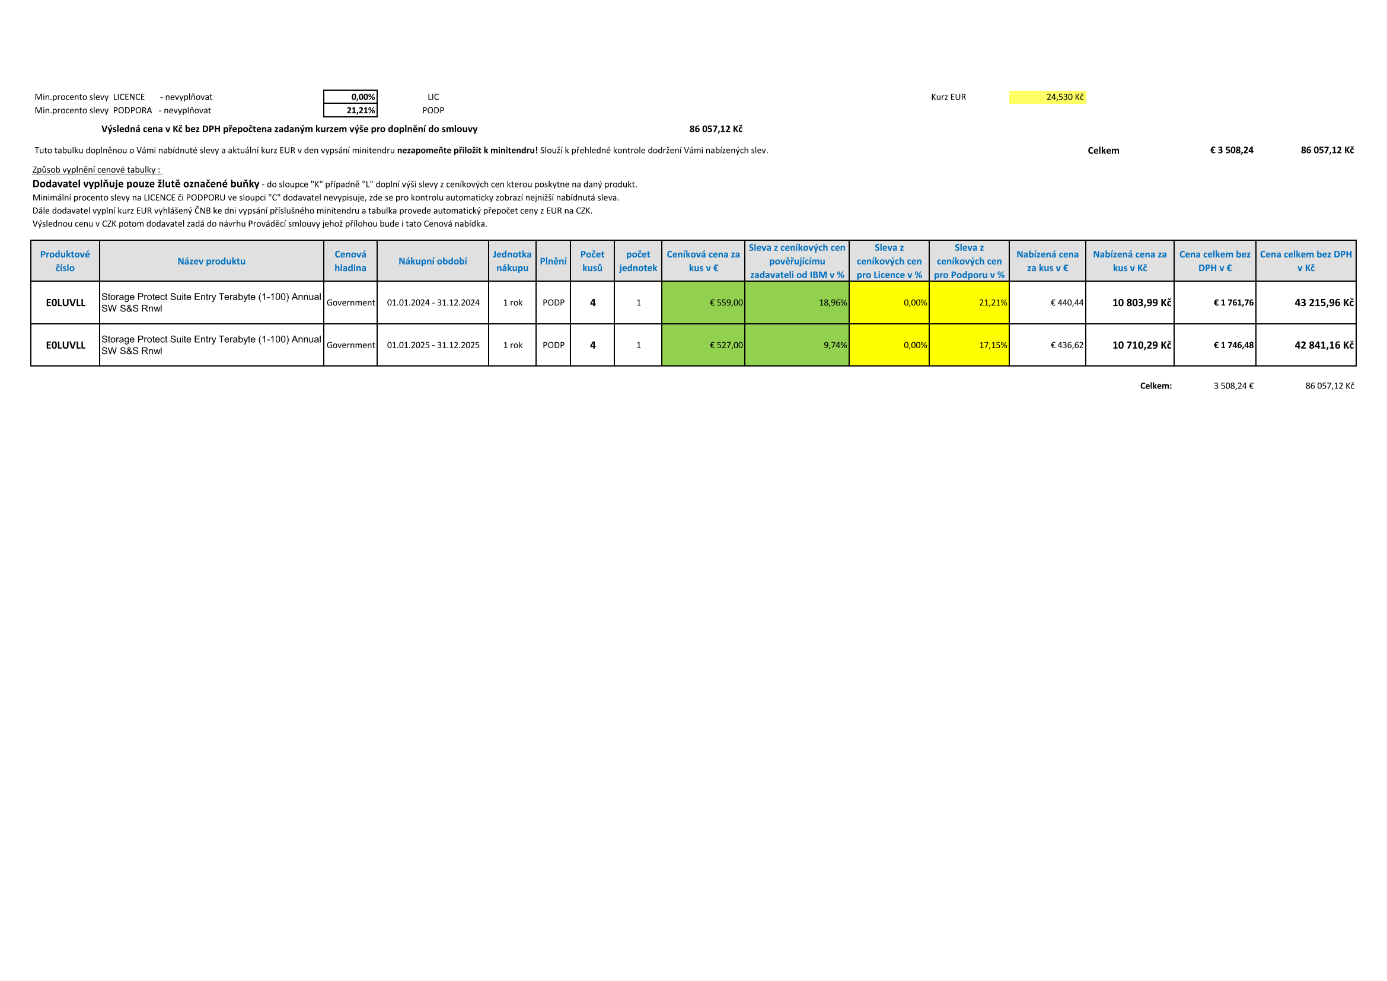 Min.procento slevy LICENCE - nevyplňovat 0,00% LIC Kurz EUR 24,530 Kč
Min.procento slevy PODPORA - nevyplňovat 21,21% PODP
Výsledná cena v Kč bez DPH přepočtena zadaným kurzem výše pro doplnění do smlouvy 86 057,12 Kč
Tuto tabulku doplněnou o Vámi nabídnuté slevy a aktuální kurz EUR v den vypsání minitendru nezapomeňte přiložit k minitendru! Slouží k přehledné kontrole dodržení Vámi nabízených slev. Celkem € 3 508,24 86 057,12 Kč
Způsob vyplnění cenové tabulky :
Dodavatel vyplňuje pouze žlutě označené buňky - do sloupce "K" případně "L" doplní výši slevy z ceníkových cen kterou poskytne na daný produkt.
Minimální procento slevy na LICENCE či PODPORU ve sloupci "C" dodavatel nevypisuje, zde se pro kontrolu automaticky zobrazí nejnižší nabídnutá sleva.
Dále dodavatel vyplní kurz EUR vyhlášený ČNB ke dni vypsání příslušného minitendru a tabulka provede automatický přepočet ceny z EUR na CZK.
Výslednou cenu v CZK potom dodavatel zadá do návrhu Prováděcí smlouvy jehož přílohou bude i tato Cenová nabídka.
Produktové
číslo
Název produktu
Cenová
hladina
Nákupní období
Jednotka
nákupu
Plnění
Počet
kusů
počet
jednotek
Ceníková cena za
kus v €
Sleva z ceníkových cen
pověřujícímu
zadavateli od IBM v %
Sleva z
ceníkových cen
pro Licence v %
Sleva z
ceníkových cen
pro Podporu v %
Nabízená cena
za kus v €
Nabízená cena za
kus v Kč
Cena celkem bez
DPH v €
Cena celkem bez DPH
v Kč
E0LUVLL
Storage Protect Suite Entry Terabyte (1-100) Annual
SW S&S Rnwl
Government 01.01.2024 - 31.12.2024 1 rok PODP 4 1 € 559,00 18,96% 0,00% 21,21% € 440,44 10 803,99 Kč € 1 761,76 43 215,96 Kč
E0LUVLL
Storage Protect Suite Entry Terabyte (1-100) Annual
SW S&S Rnwl
Government 01.01.2025 - 31.12.2025 1 rok PODP 4 1 € 527,00 9,74% 0,00% 17,15% € 436,62 10 710,29 Kč € 1 746,48 42 841,16 Kč
Celkem: 3 508,24 € 86 057,12 Kč